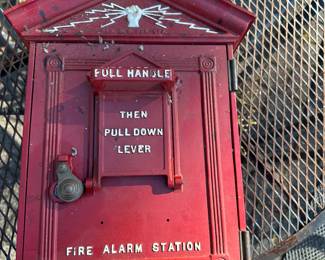 PULL HANDLE
THEN
PULL DOWN
LEVER
FIRE ALARM STATION